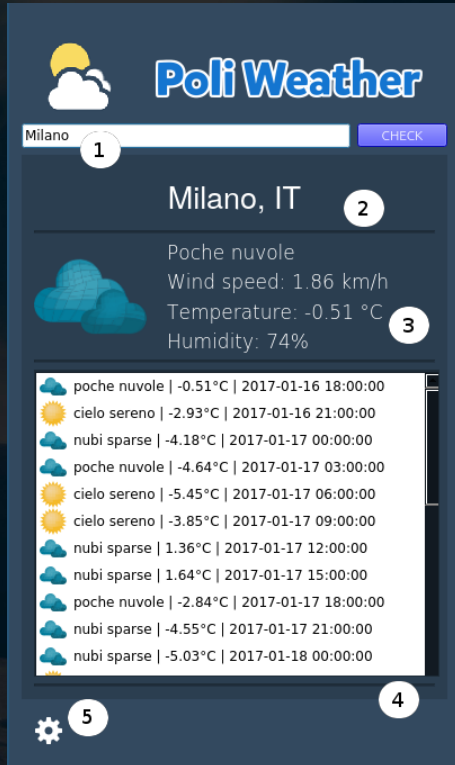 Poli Weather
Milano
CHECK
1
Milano, IT
2
Poche nuvole
Wind speed: 1.86 km/h
Temperature: -0.51 °C
3
Humidity: 74%
poche nuvole | -0.51°C | 2017-01-16 18:00:00
cielo sereno | -2.93°C | 2017-01-16 21:00:00
nubi sparse | -4.18°C | 2017-01-17 00:00:00
poche nuvole | -4.64°C | 2017-01-17 03:00:00
cielo sereno | -5.45°C | 2017-01-17 06:00:00
cielo sereno | -3.85°C | 2017-01-17 09:00:00
nubi sparse | 1.36°C | 2017-01-17 12:00:00
nubi sparse | 1.64°C | 2017-01-17 15:00:00
poche nuvole | -2.84°C | 2017-01-17 18:00:00
nubi sparse | -4.55°C | 2017-01-17 21:00:00
nubi sparse | -5.03°C | 2017-01-18 00:00:00
4
5